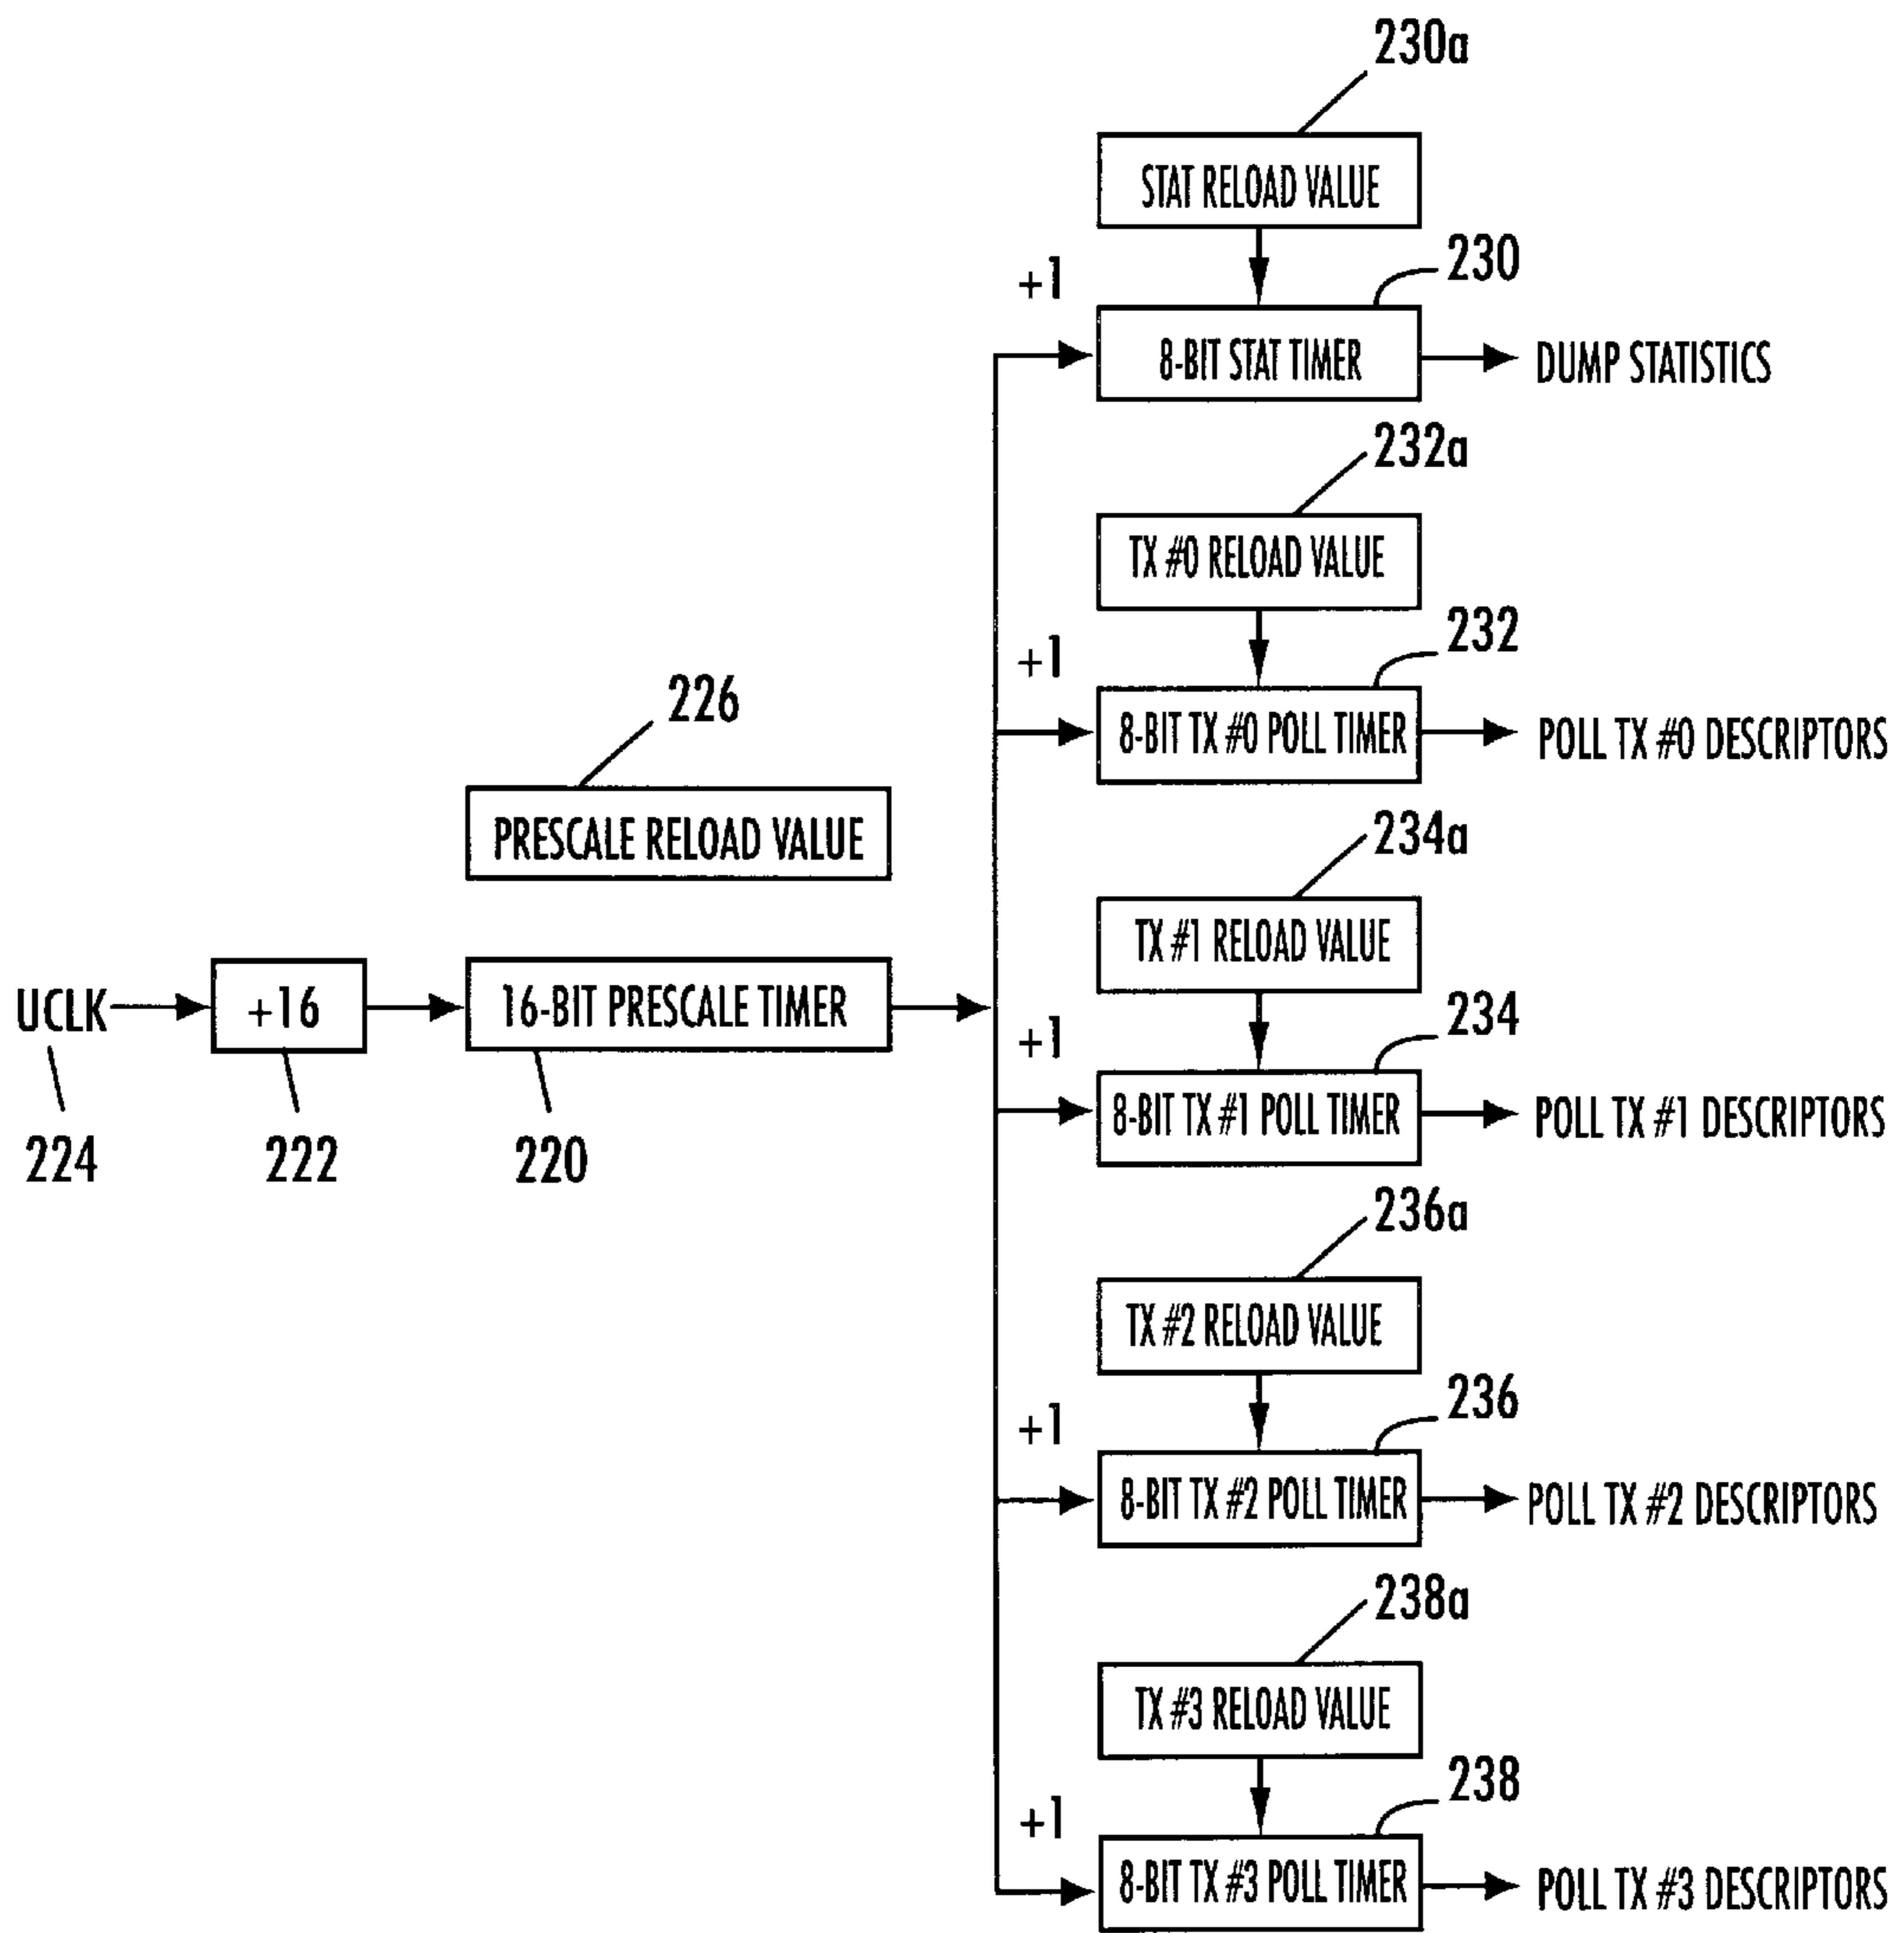 230a
STAT RELOAD VALUE
230
+1
8-BIT STAT TIMER
DUMP STATISTICS
232a
TX #0 RELOAD VALUE
232
+1
8-BIT TX #0 POLL TIMER
POLL TX #0 DESCRIPTORS
226
PRESCALE RELOAD VALUE
234a
TX #1 RELOAD VALUE
UCLK
+16
16-BIT PRESCALE TIMER
234
+1
8-BIT TX #1 POLL TIMER
POLL TX #1 DESCRIPTORS
224
222
220
236a
TX #2 RELOAD VALUE
236
+1
8-BIT TX #2 POLL TIMER
POLL TX #2 DESCRIPTORS
238a
TX #3 RELOAD VALUE
238
+1
8-BIT TX #3 POLL TIMER
POLL TX #3 DESCRIPTORS